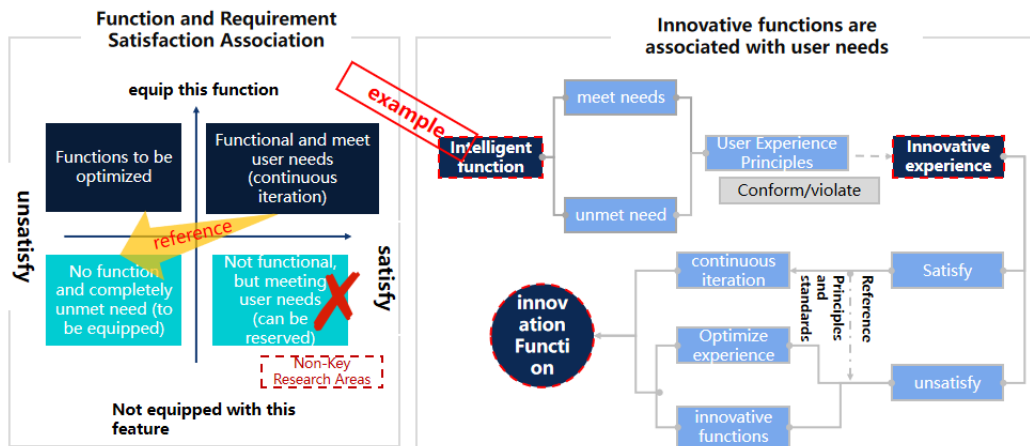 Function and Requirement
Satisfaction Association
equip this function
Functions to be
optimized
Functional and meet
user needs
(continuous
iteration)
unsatisfy
reference
satisfy
No function
and completely
unmet need (to
be equipped)
Not functional,
but meeting
user needs
(can be
reserved)
Non-Key
Research Areas
Not equipped with this
feature
Innovative functions are
associated with user needs
example
Intelligent
function
meet needs
unmet need
User Experience
Principles
Conform/violate
Innovative
experience
continuous
iteration
Reference
Principles
and
standards
Satisfy
innov
ation
Functi
on
Optimize
experience
unsatisfy
innovative
functions